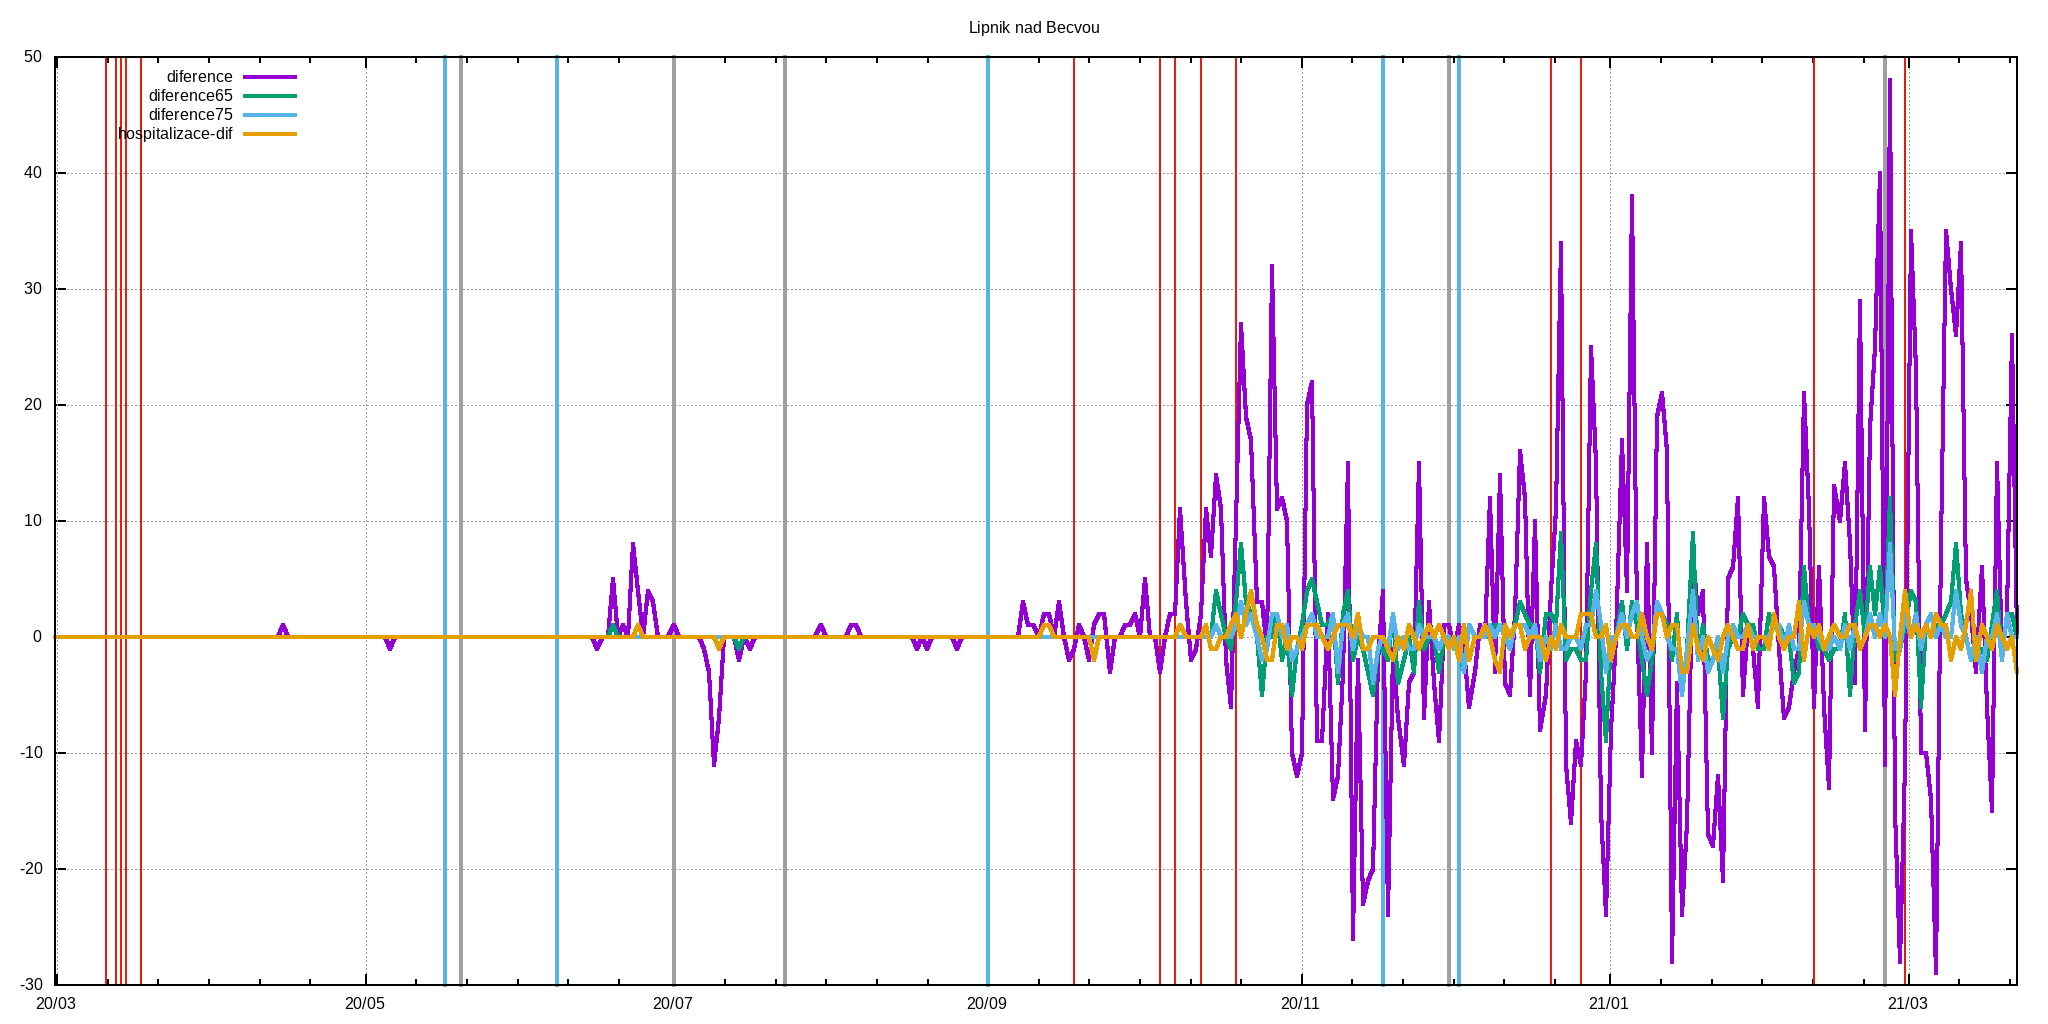 Lipnik nad Becvou
diference
diference65
diference75
hospitalizace-dif
50
40
30
20
10
0
-10
-20
-30
20/03 20/05 20/07 20/09 20/11 21/01 21/03